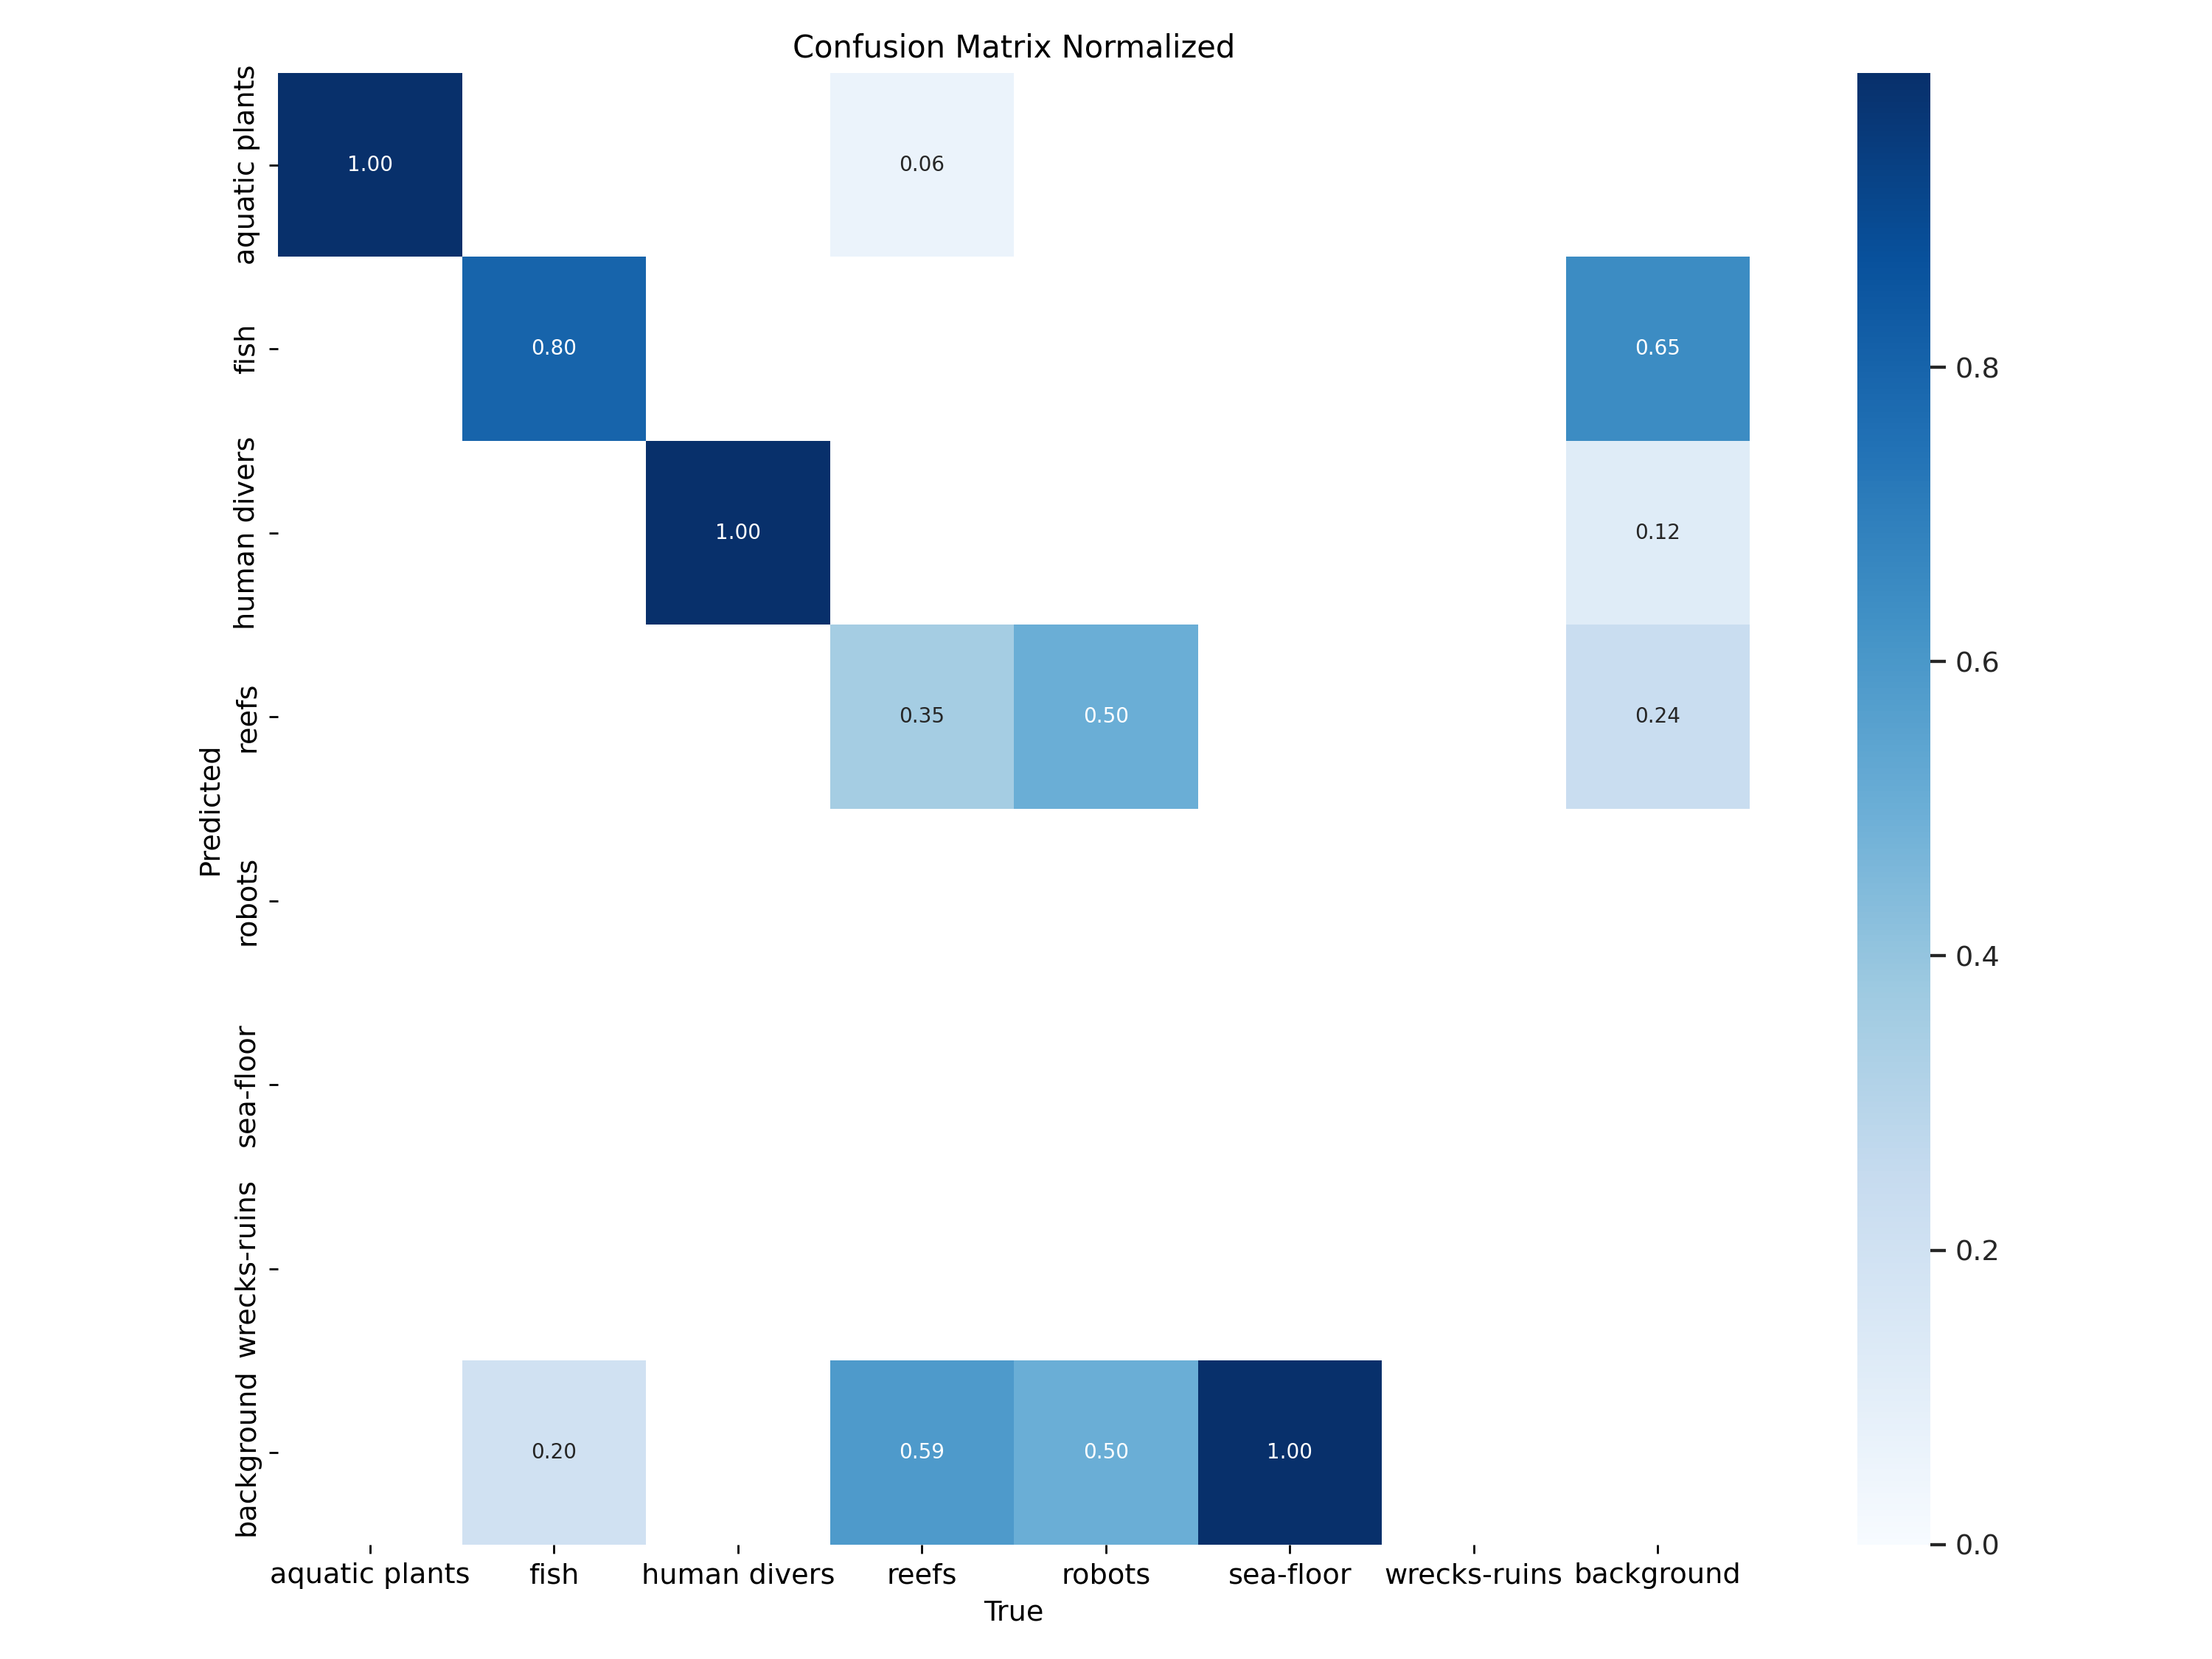 Confusion Matrix Normalized
aquatic plants
1.00
0.06
fish
0.80
0.65
human divers
1.00
0.12
reefs
0.35
0.50
0.24
robots
sea-floor
wrecks-ruins
background
0.20
0.59
0.50
1.00
Predicted
aquatic plants
fish
human divers
reefs
robots
sea-floor
wrecks-ruins
background
True
0.8
0.6
0.4
0.2
0.0